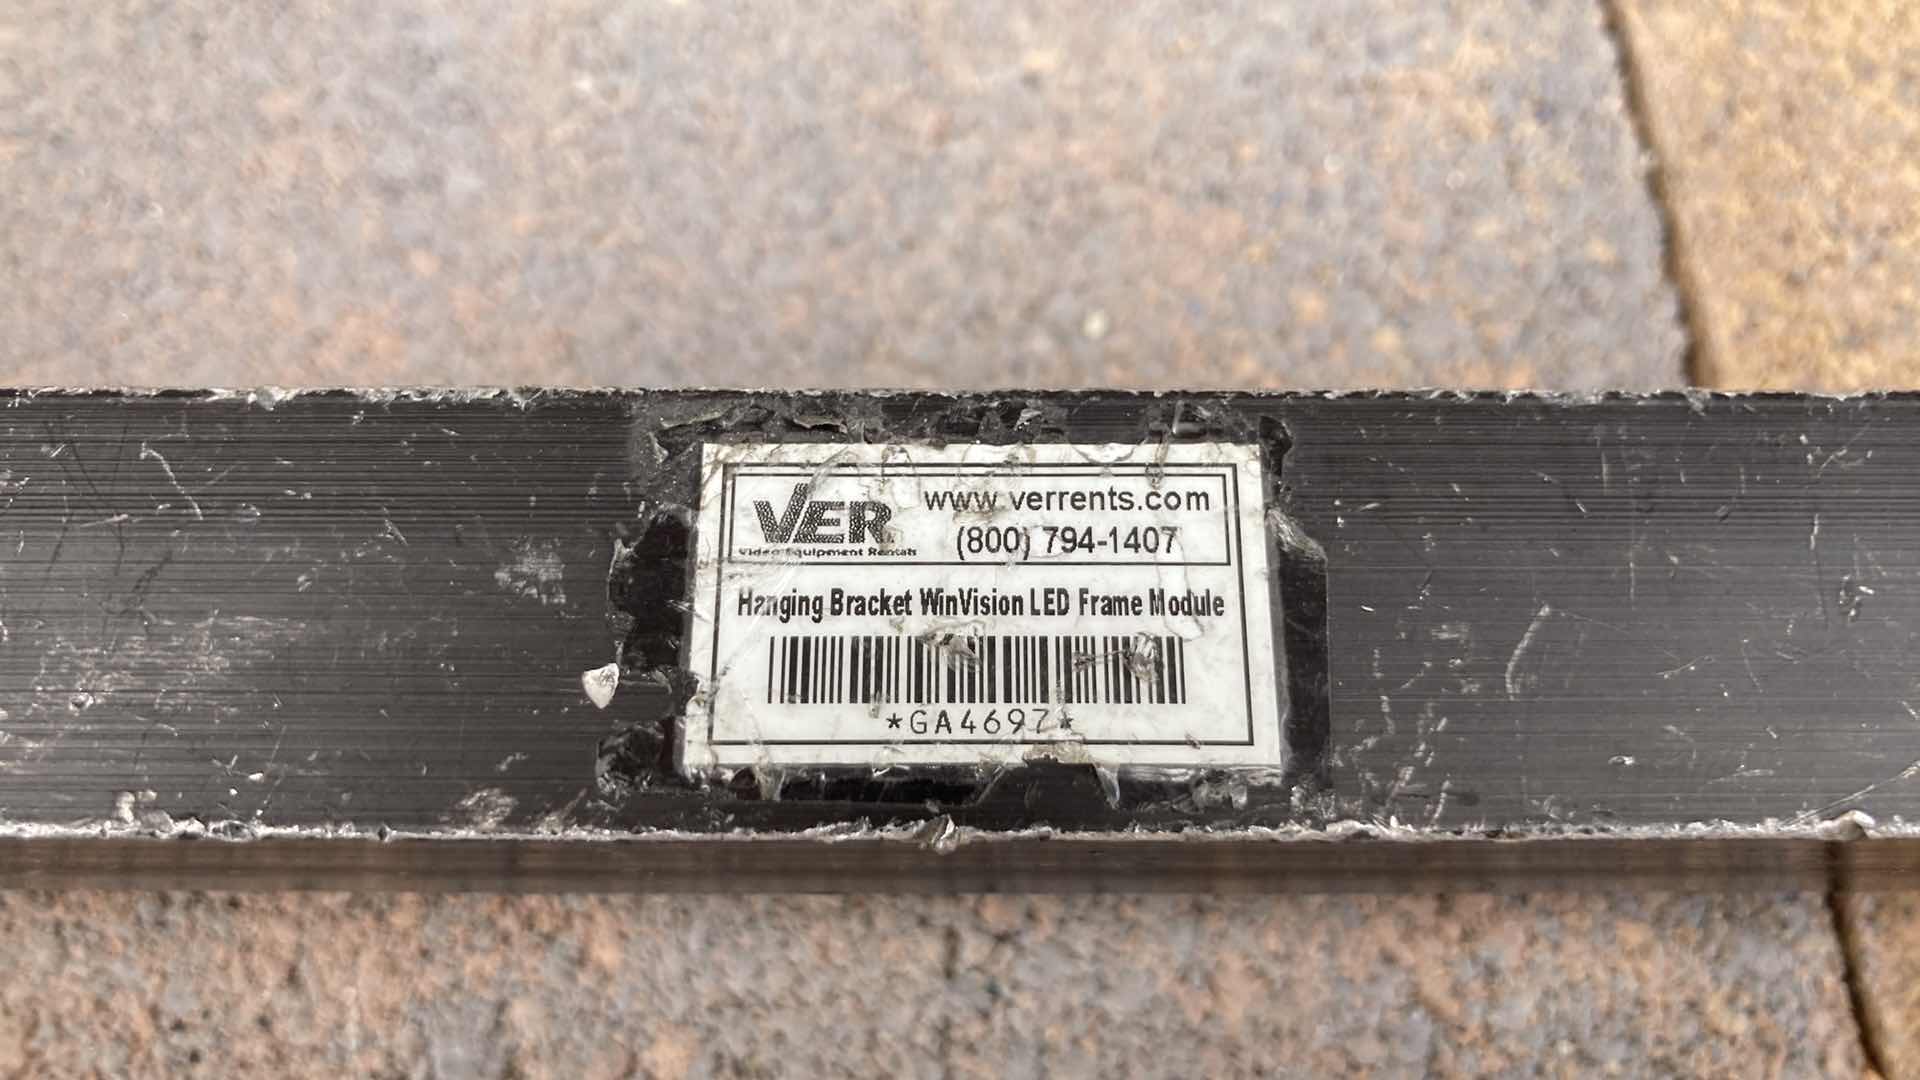 VER
Video Equipment Rentals
www.verrents.com
(800) 794-1407
Hanging Bracket WinVision LED Frame Module
*GA4697*